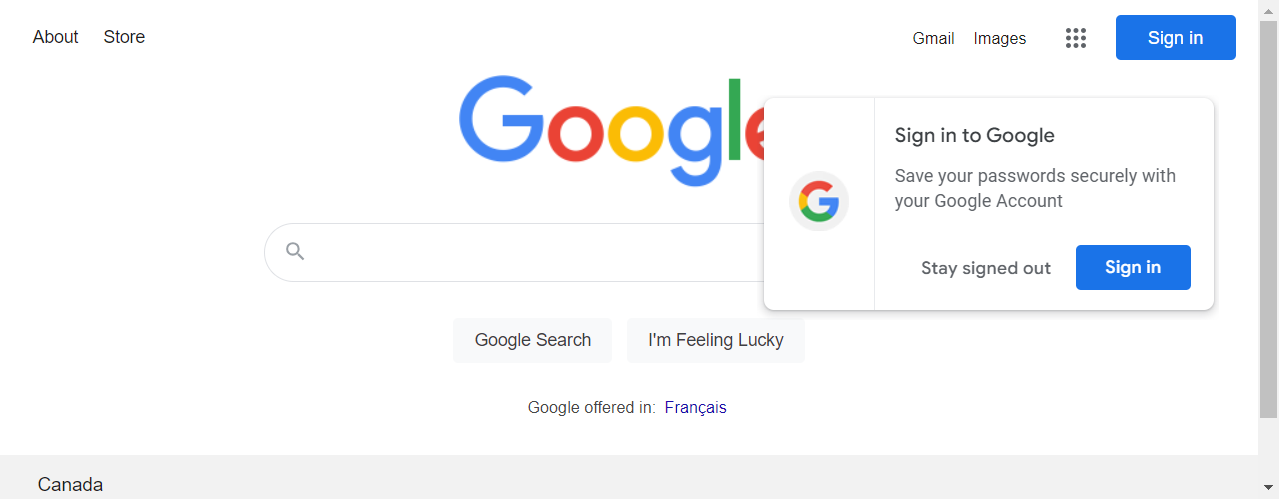 About Store
Gmail Images Sign in
Google
Sign in to Google
Save your passwords securely with
your Google Account
Stay signed out Sign in
Google Search I'm Feeling Lucky
Google offered in: Français
Canada